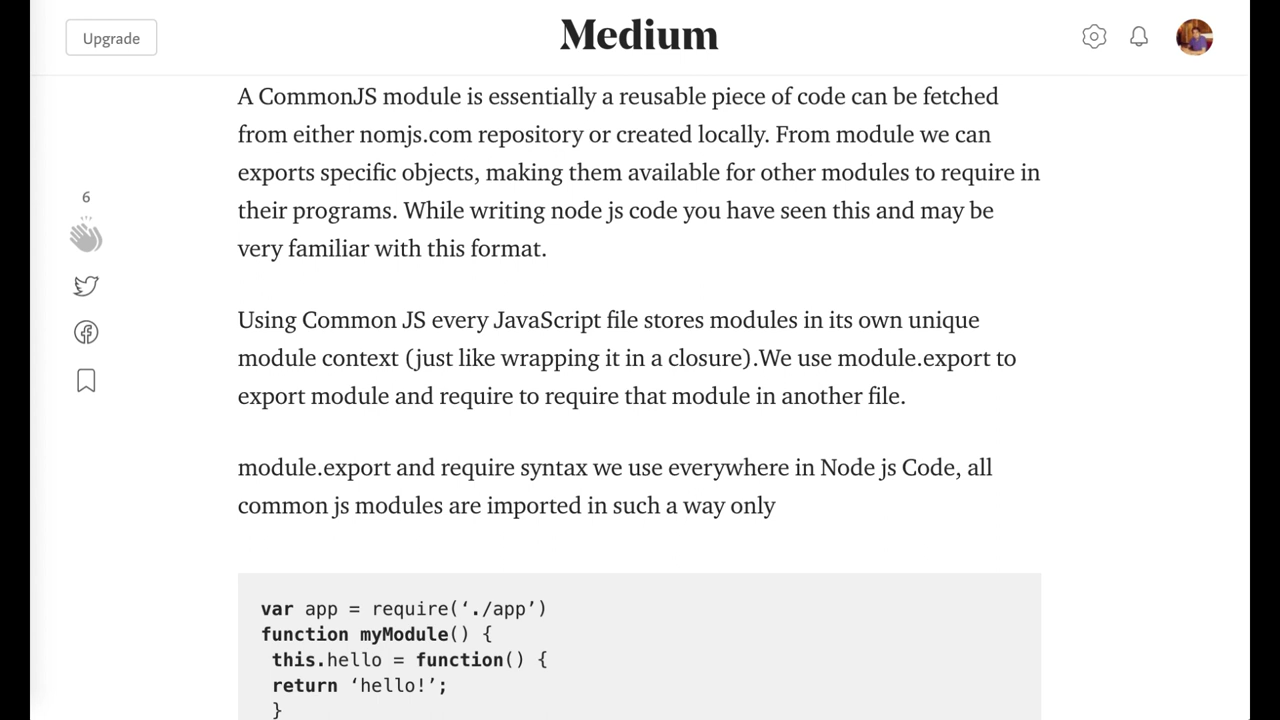 Upgrade
Medium
A CommonJS module is essentially a reusable piece of code can be fetched
from either nomjs.com repository or created locally. From module we can
exports specific objects, making them available for other modules to require in
their programs. While writing node js code you have seen this and may be
very familiar with this format.
6
Using Common JS every JavaScript file stores modules in its own unique
module context (just like wrapping it in a closure).We use module.export to
export module and require to require that module in another file.
module.export and require syntax we use everywhere in Node js Code, all
common js modules are imported in such a way only
var app = require(‘./app’)
function myModule() {
this.hello = function() {
return ‘hello!’;
}